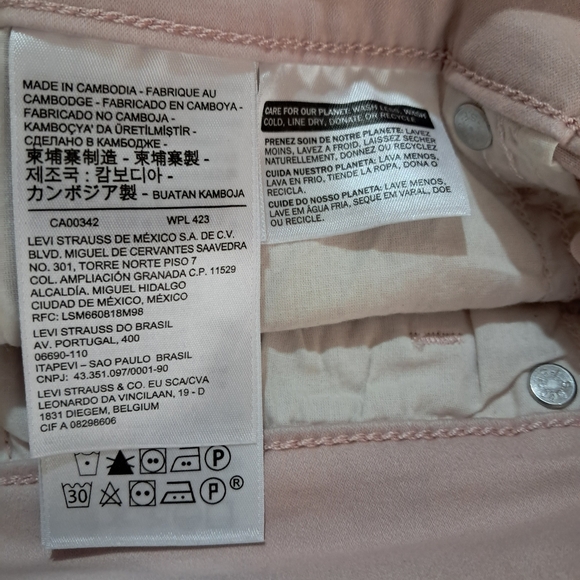 MADE IN CAMBODIA - FABRIQUE AU
CAMBODGE - FABRICADO EN CAMBOYA -
FABRICADO NO CAMBOJA -
KAMBOÇYA' DA ÜRETİLMİŞTİR -
СДЕЛАНО В КАМБОДЖЕ -
柬埔寨制造 - 柬埔寨製 -
제조국 : 캄보디아 -
カンボジア製 - BUATAN KAMBOJA
CA00342 WPL 423
LEVI STRAUSS DE MÉXICO S.A. DE C.V.
BLVD. MIGUEL DE CERVANTES SAAVEDRA
NO. 301, TORRE NORTE PISO 7
COL. AMPLIACIÓN GRANADA C.P. 11529
ALCALDÍA. MIGUEL HIDALGO
CIUDAD DE MÉXICO, MÉXICO
RFC: LSM660818M98
LEVI STRAUSS DO BRASIL
AV. PORTUGAL, 400
06690-110
ITAPEVI - SAO PAULO BRASIL
CNPJ: 43.351.097/0001-90
LEVI STRAUSS & CO. EU SCA/CVA
LEONARDO DA VINCILAAN, 19 - D
1831 DIEGEM, BELGIUM
CIF A 08298606
P
30 P ®
CARE FOR OUR PLANET: WASH LESS, WASH
COLD, LINE DRY, DONATE OR RECYCLE
PRENEZ SOIN DE NOTRE PLANETE: LAVEZ
MOINS, LAVEZ A FROID, LAISSEZ SECHER
NATURELLEMENT, DONNEZ OU RECYCLEZ
CUIDA NUESTRO PLANETA: LAVA MENOS,
LAVA EN FRIO, TIENDE LA ROPA, DONA O
RECICLA.
CUIDE DO NOSSO PLANETA: LAVE MENOS,
LAVE EM ÁGUA FRIA, SEQUE EM VARAL, DOE
OU RECICLE.